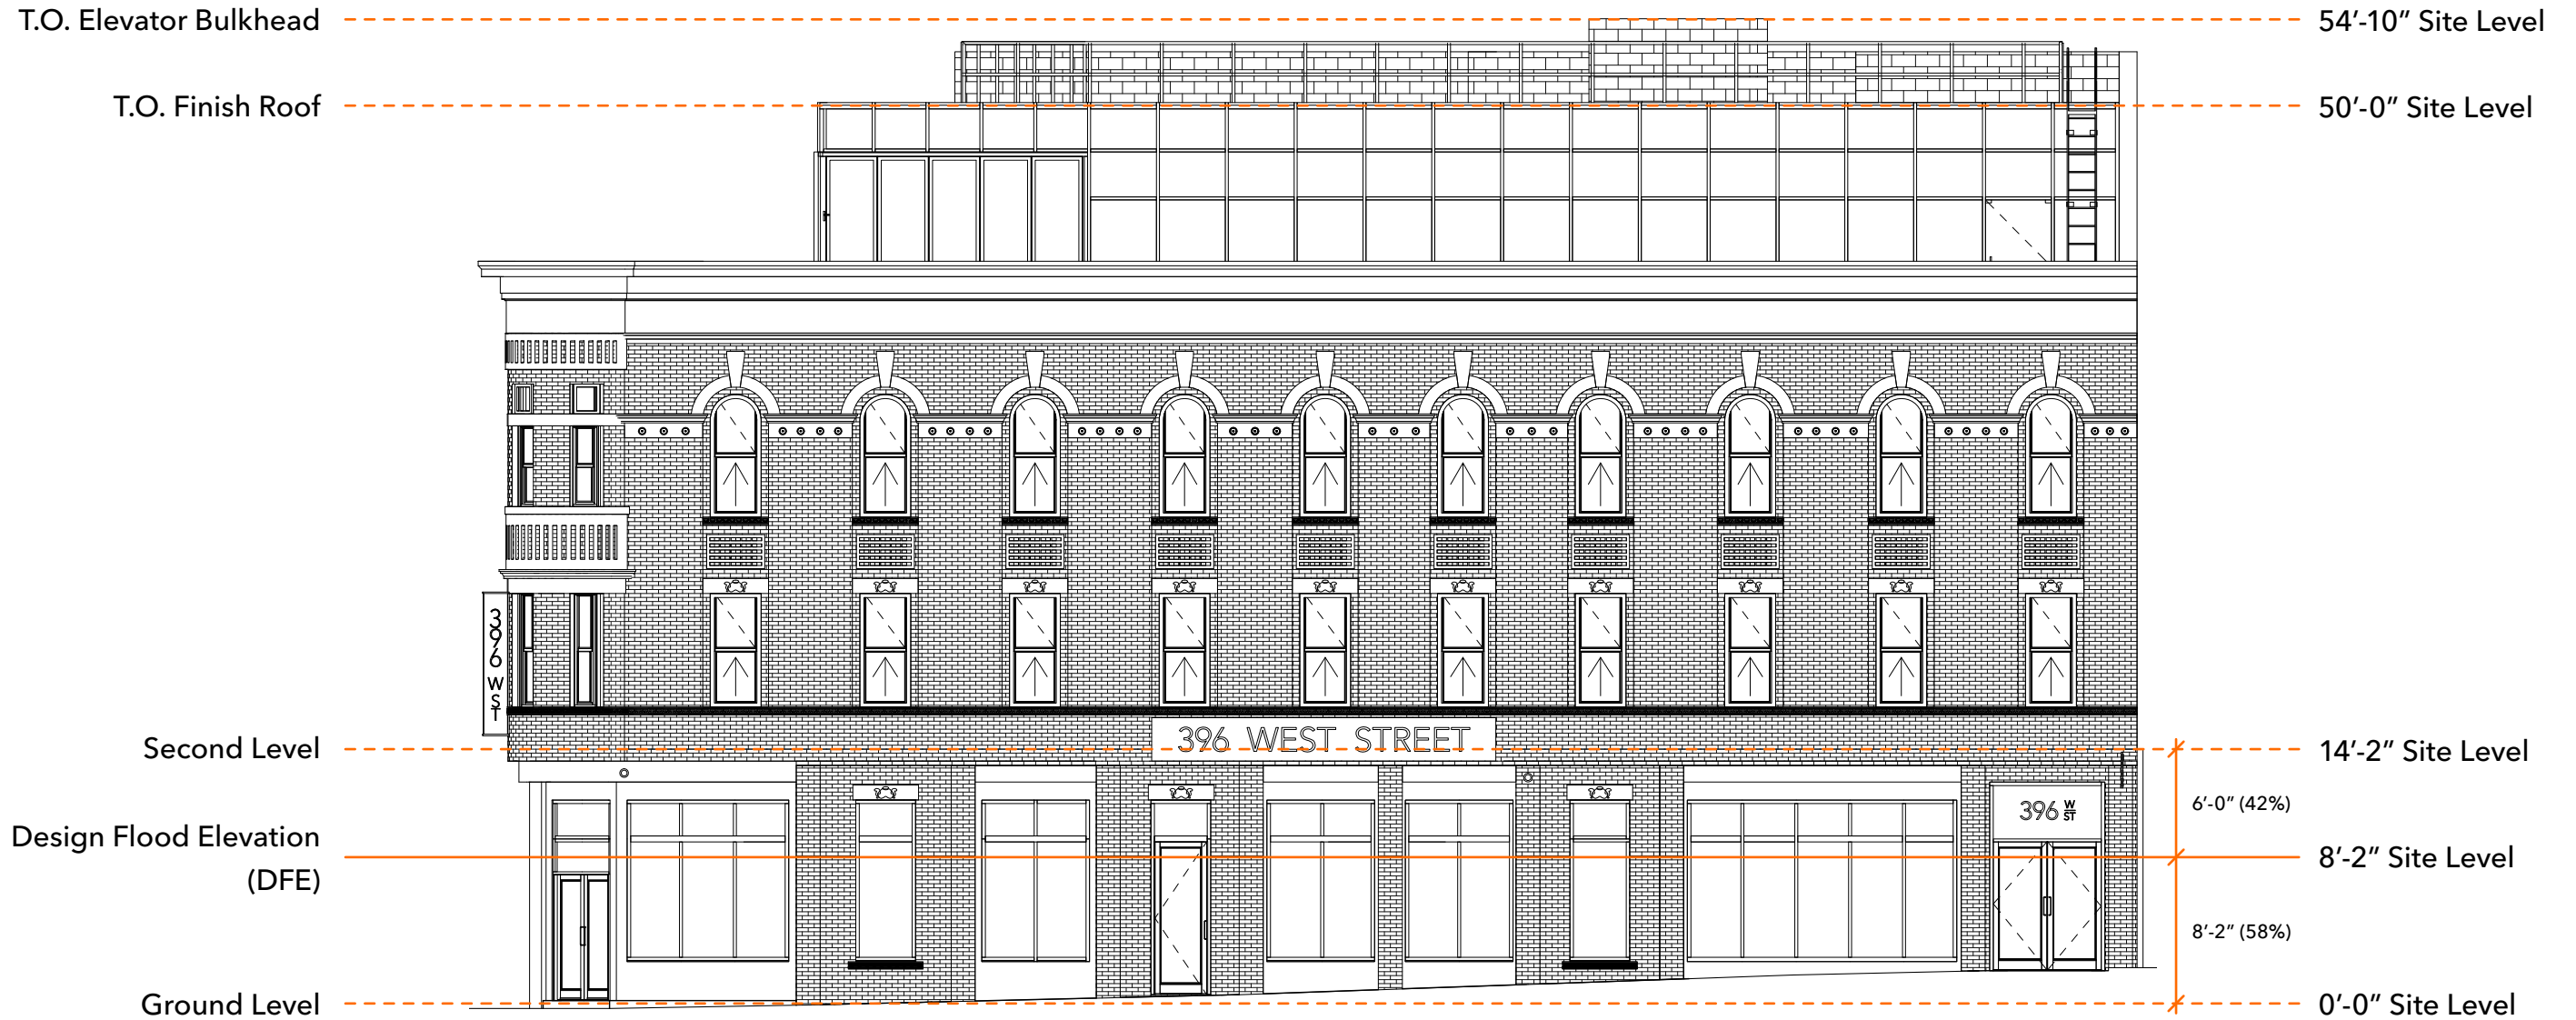 T.O. Elevator Bulkhead
54′-10″ Site Level
T.O. Finish Roof
50′-0″ Site Level
396 W ST
396 WEST STREET
Second Level
14′-2″ Site Level
6′-0″ (42%)
396 W ST
Design Flood Elevation
(DFE)
8′-2″ Site Level
8′-2″ (58%)
Ground Level
0′-0″ Site Level